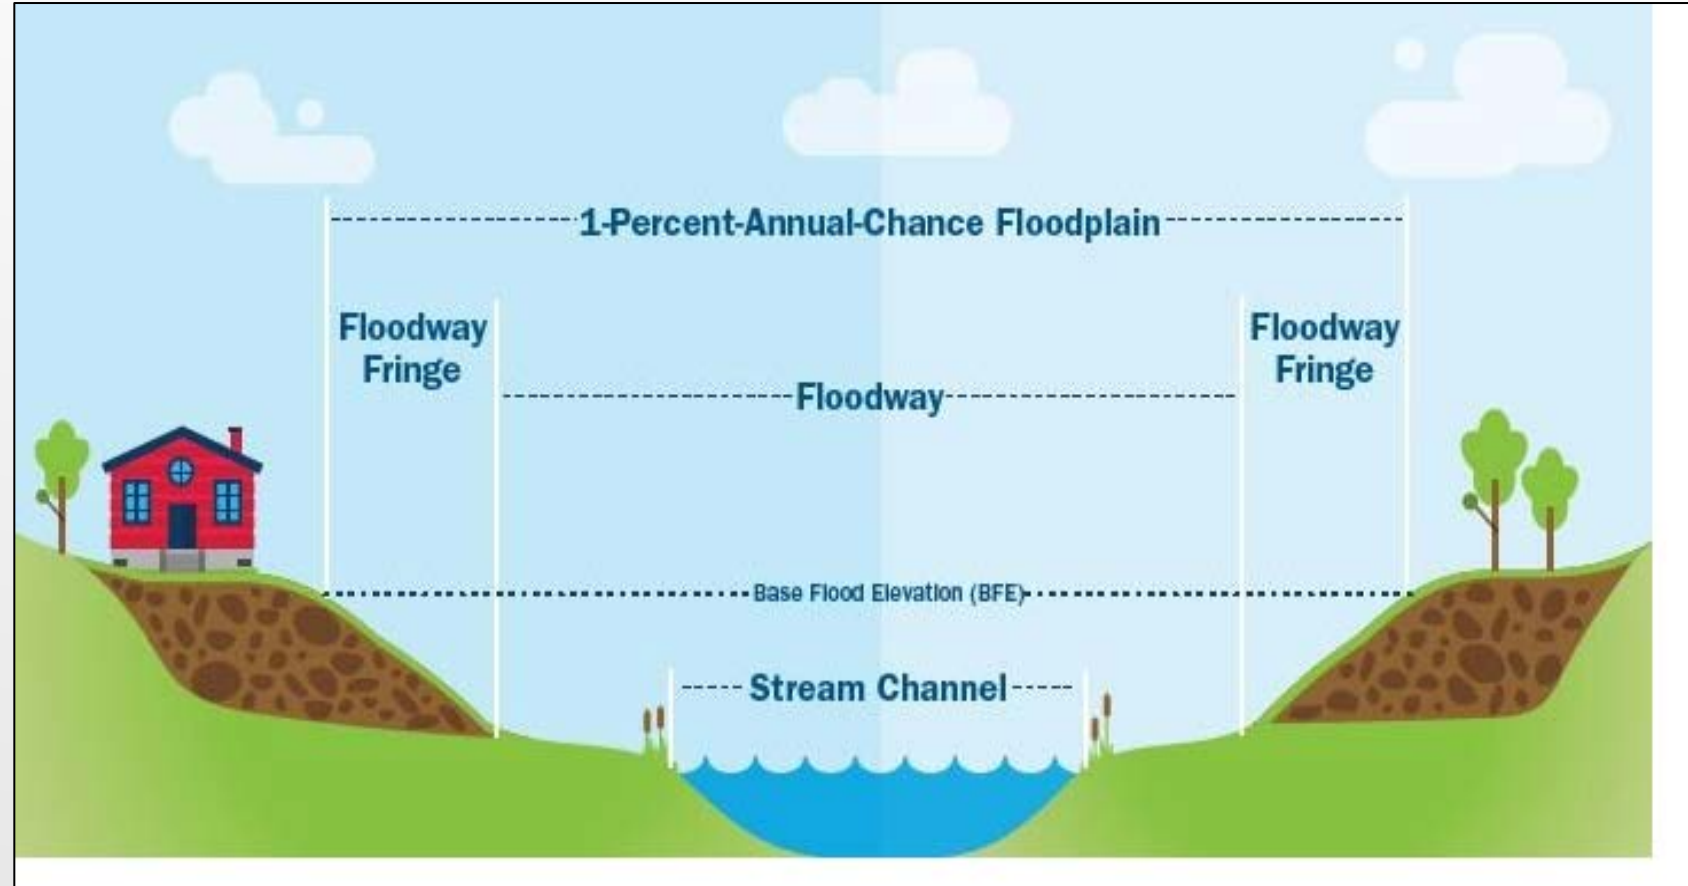 1-Percent-Annual-Chance Floodplain
Floodway
Fringe
Floodway
Fringe
Floodway
Base Flood Elevation (BFE)
Stream Channel